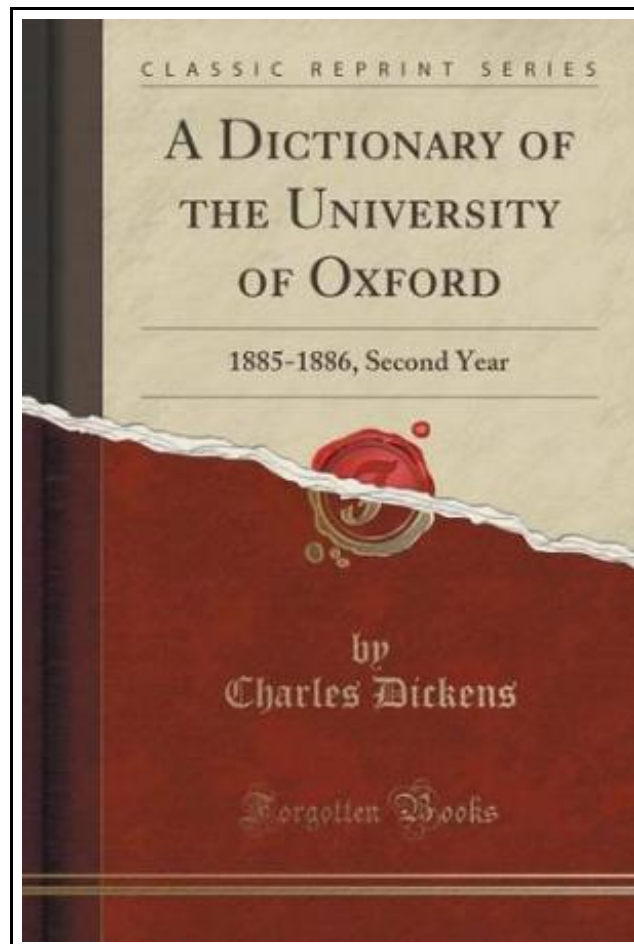 CLASSIC REPRINT SERIES
A DICTIONARY OF
THE UNIVERSITY
OF OXFORD
1885-1886, Second Year
by
Charles Dickens
Forgotten Books